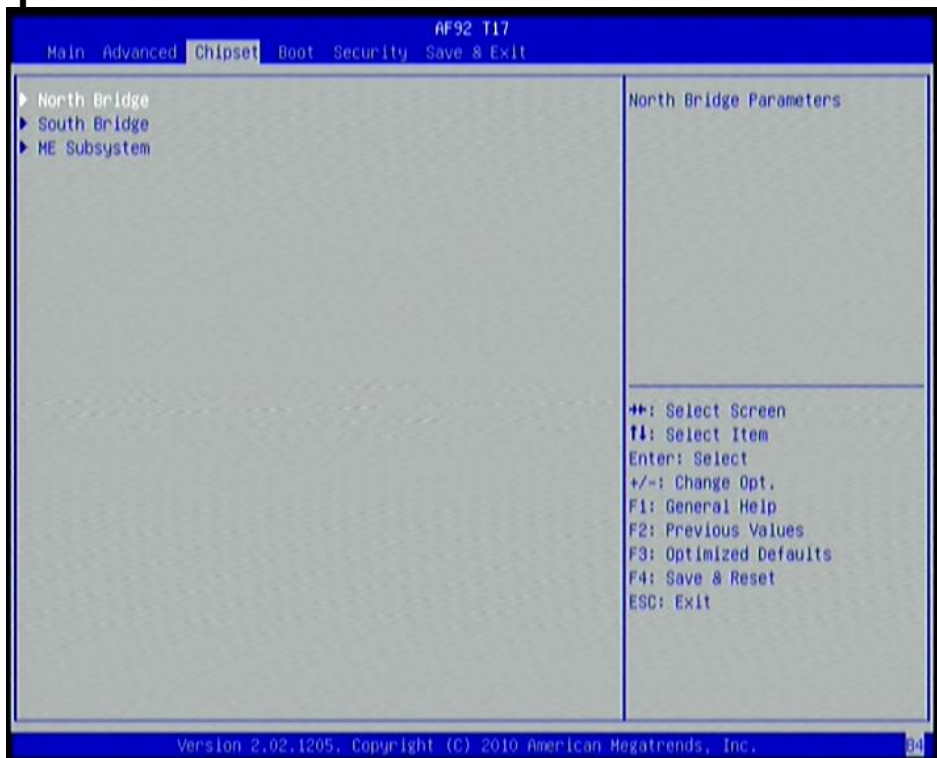 AF92 T17
Main Advanced Chipset Boot Security Save & Exit
North Bridge
South Bridge
ME Subsystem
North Bridge Parameters
→←: Select Screen
↑↓: Select Item
Enter: Select
+/-: Change Opt.
F1: General Help
F2: Previous Values
F3: Optimized Defaults
F4: Save & Reset
ESC: Exit
Version 2.02.1205. Copyright (C) 2010 American Megatrends, Inc.
B4